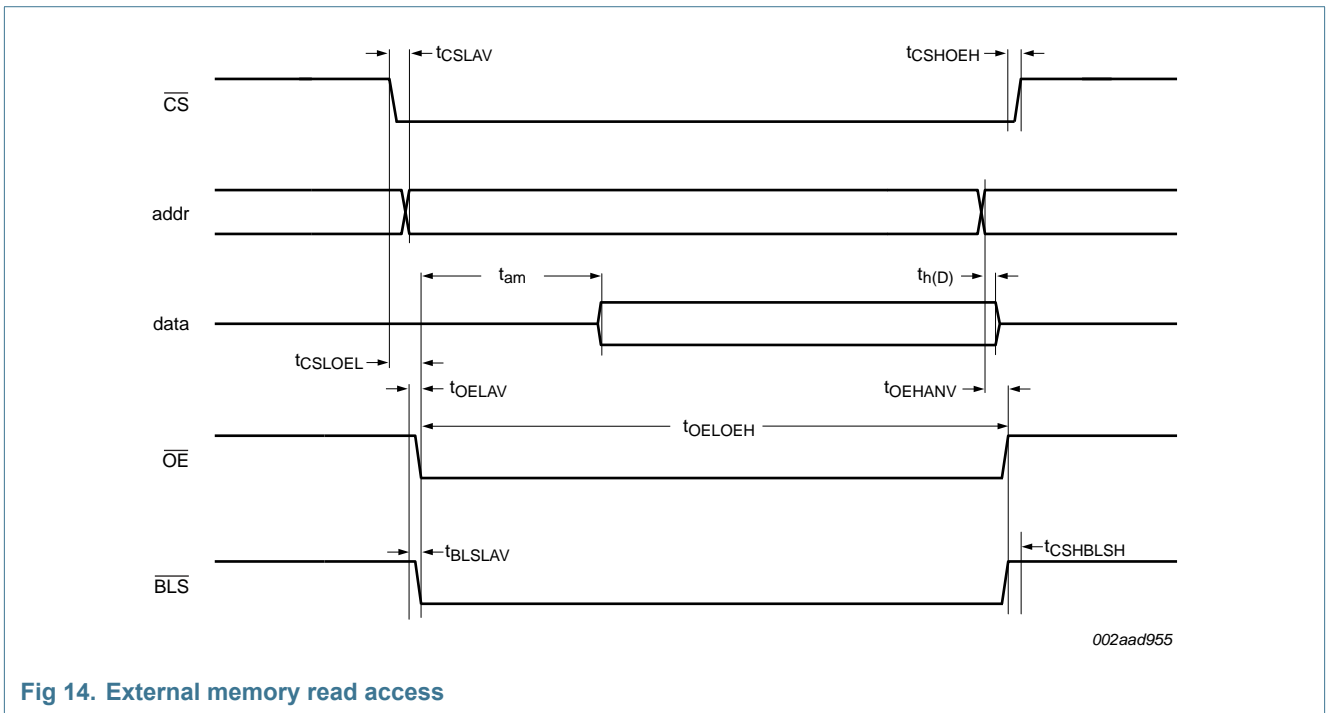 tCSLAV
tCSHOEH
CS
addr
tam
th(D)
data
tCSLOEL
tOELAV
tOEHANV
tOELOEH
OE
tBLSLAV
tCSHBLSH
BLS
002aad955
Fig 14. External memory read access